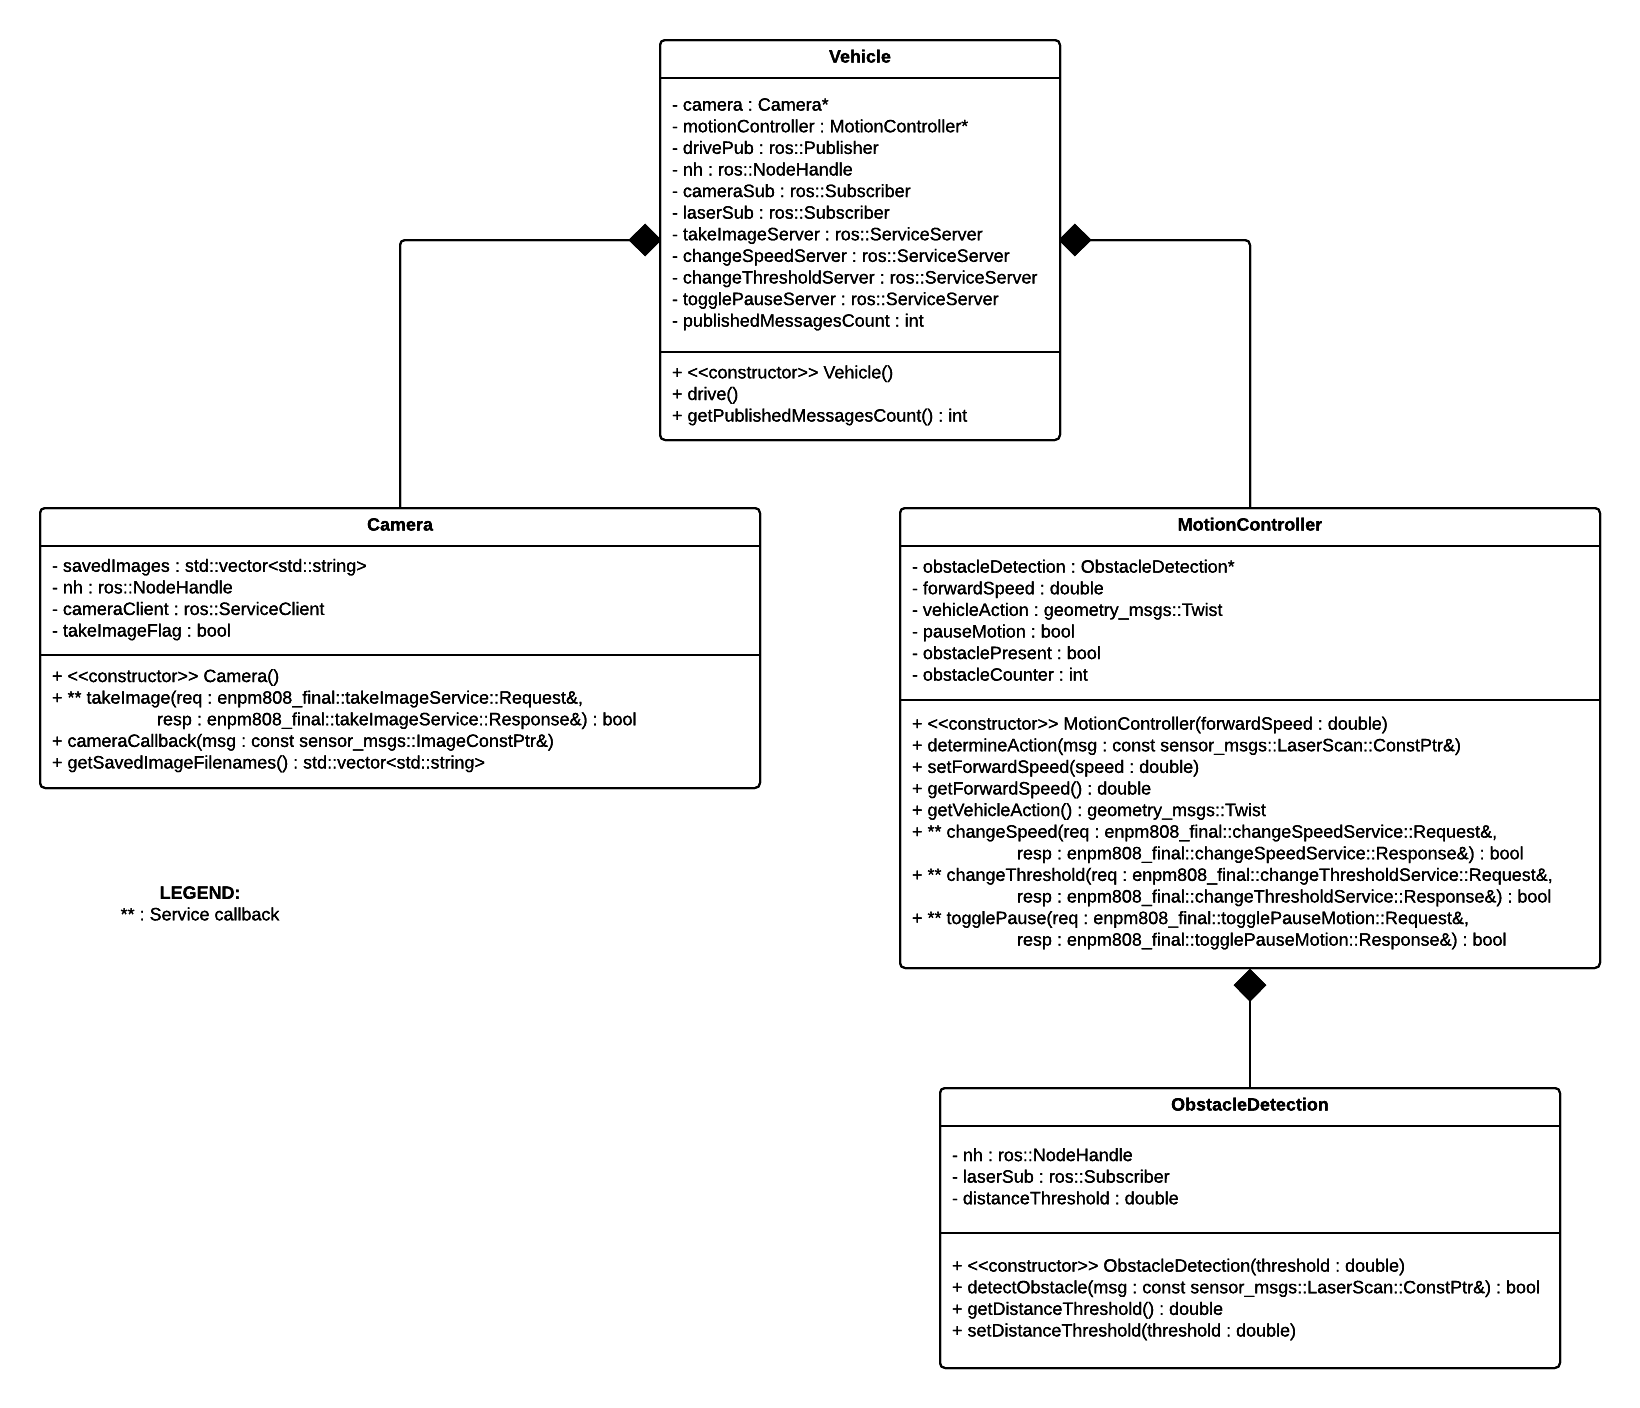 Vehicle
- camera : Camera*
- motionController : MotionController*
- drivePub : ros::Publisher
- nh : ros::NodeHandle
- cameraSub : ros::Subscriber
- laserSub : ros::Subscriber
- takeImageServer : ros::ServiceServer
- changeSpeedServer : ros::ServiceServer
- changeThresholdServer : ros::ServiceServer
- togglePauseServer : ros::ServiceServer
- publishedMessagesCount : int
+ <<constructor>> Vehicle()
+ drive()
+ getPublishedMessagesCount() : int
Camera
- savedImages : std::vector<std::string>
- nh : ros::NodeHandle
- cameraClient : ros::ServiceClient
- takeImageFlag : bool
+ <<constructor>> Camera()
+ ** takeImage(req : enpm808_final::takeImageService::Request&,
resp : enpm808_final::takeImageService::Response&) : bool
+ cameraCallback(msg : const sensor_msgs::ImageConstPtr&)
+ getSavedImageFilenames() : std::vector<std::string>
LEGEND:
** : Service callback
MotionController
- obstacleDetection : ObstacleDetection*
- forwardSpeed : double
- vehicleAction : geometry_msgs::Twist
- pauseMotion : bool
- obstaclePresent : bool
- obstacleCounter : int
+ <<constructor>> MotionController(forwardSpeed : double)
+ determineAction(msg : const sensor_msgs::LaserScan::ConstPtr&)
+ setForwardSpeed(speed : double)
+ getForwardSpeed() : double
+ getVehicleAction() : geometry_msgs::Twist
+ ** changeSpeed(req : enpm808_final::changeSpeedService::Request&,
resp : enpm808_final::changeSpeedService::Response&) : bool
+ ** changeThreshold(req : enpm808_final::changeThresholdService::Request&,
resp : enpm808_final::changeThresholdService::Response&) : bool
+ ** togglePause(req : enpm808_final::togglePauseMotion::Request&,
resp : enpm808_final::togglePauseMotion::Response&) : bool
ObstacleDetection
- nh : ros::NodeHandle
- laserSub : ros::Subscriber
- distanceThreshold : double
+ <<constructor>> ObstacleDetection(threshold : double)
+ detectObstacle(msg : const sensor_msgs::LaserScan::ConstPtr&) : bool
+ getDistanceThreshold() : double
+ setDistanceThreshold(threshold : double)